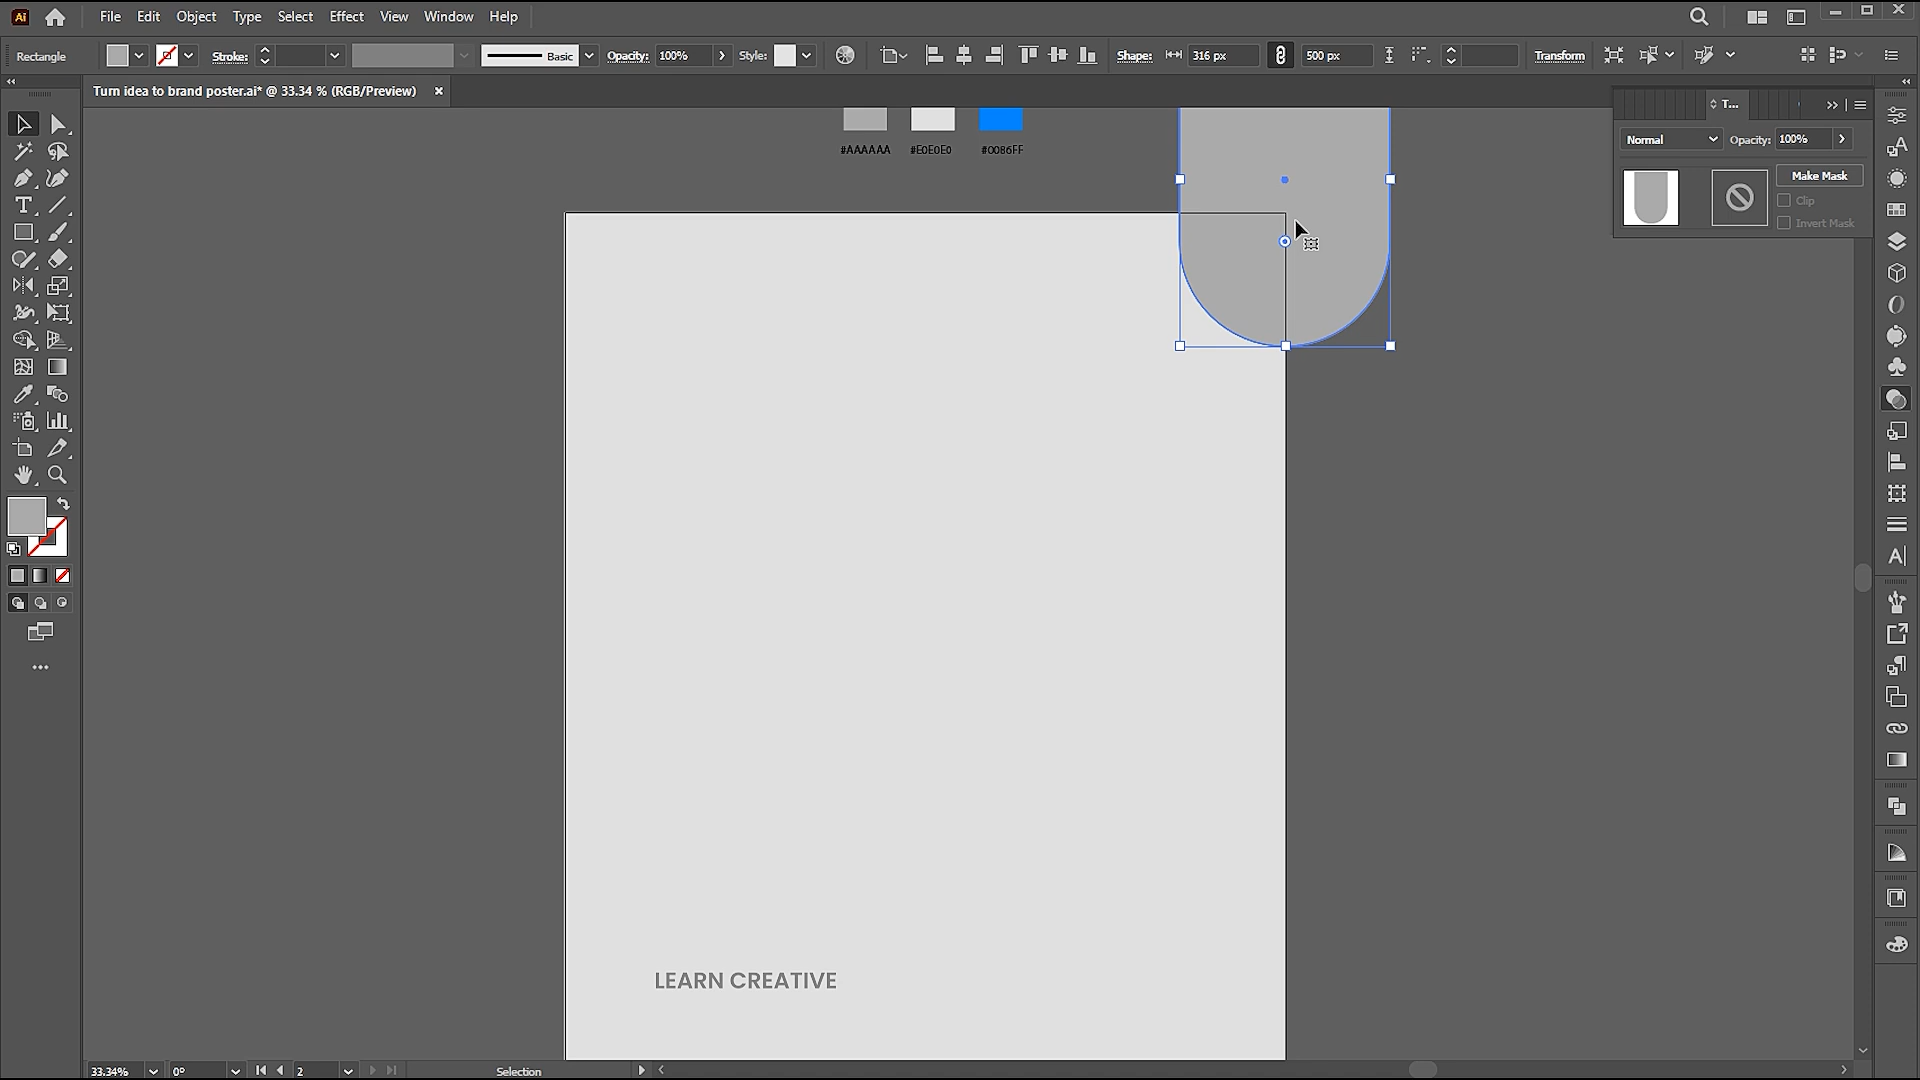 Ai File Edit Object Type Select Effect View Window Help
Rectangle Stroke: Basic Opacity: 100% Style: Shape: 316 px 500 px Transform
Turn idea to brand poster.ai* @ 33.34 % (RGB/Preview) ×
T...
Normal Opacity: 100%
Make Mask
Clip
Invert Mask
#AAAAAA #E0E0E0 #0086FF
LEARN CREATIVE
33.34% 0° 2 Selection